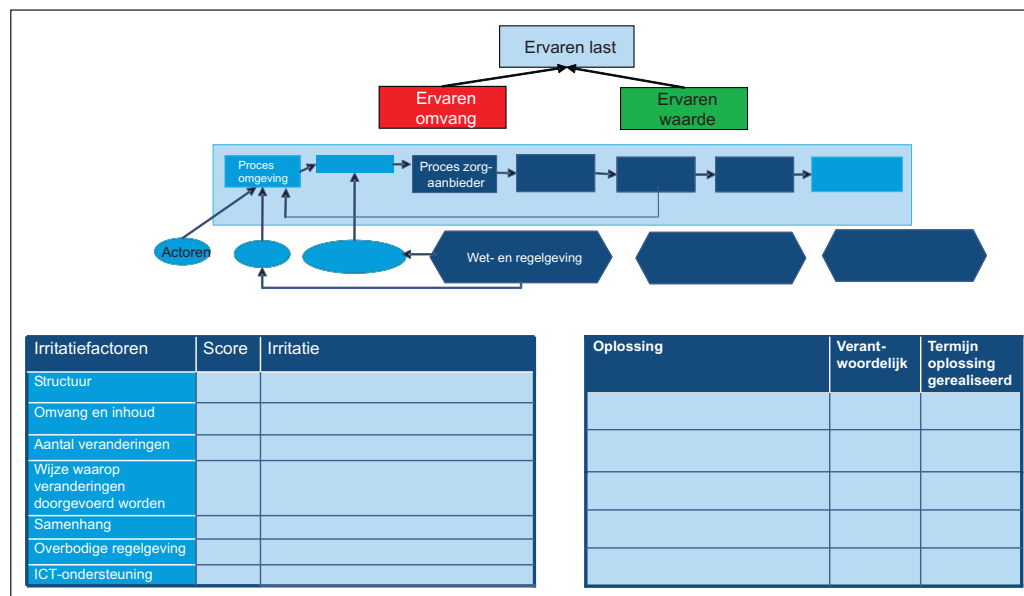 Ervaren last
Ervaren
omvang
Ervaren
waarde
Proces
omgeving
Proces zorg-
aanbieder
Actoren
Wet- en regelgeving
Irritatiefactoren
Score
Irritatie
Structuur
Omvang en inhoud
Aantal veranderingen
Wijze waarop
veranderingen
doorgevoerd worden
Samenhang
Overbodige regelgeving
ICT-ondersteuning
Oplossing
Verant-
woordelijk
Termijn
oplossing
gerealiseerd